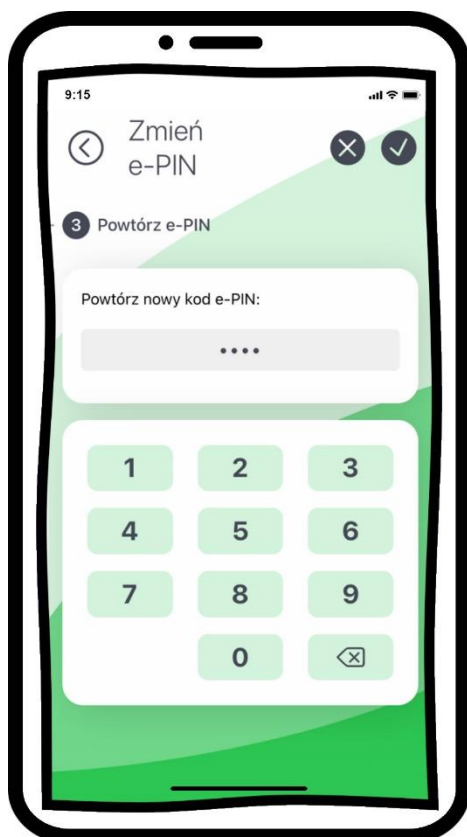 9:15
Zmień
e-PIN
3 Powtórz e-PIN
Powtórz nowy kod e-PIN:
••••
1 2 3
4 5 6
7 8 9
0